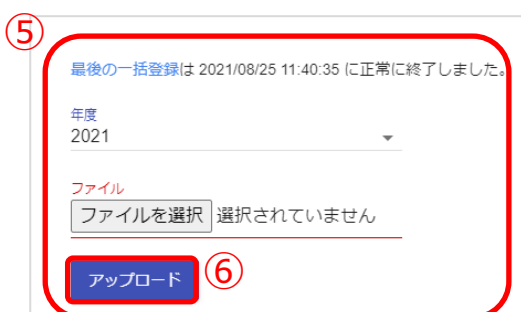 ⑤
最後の一括登録は 2021/08/25 11:40:35 に正常に終了しました。
年度
2021
ファイル
ファイルを選択 選択されていません
アップロード ⑥